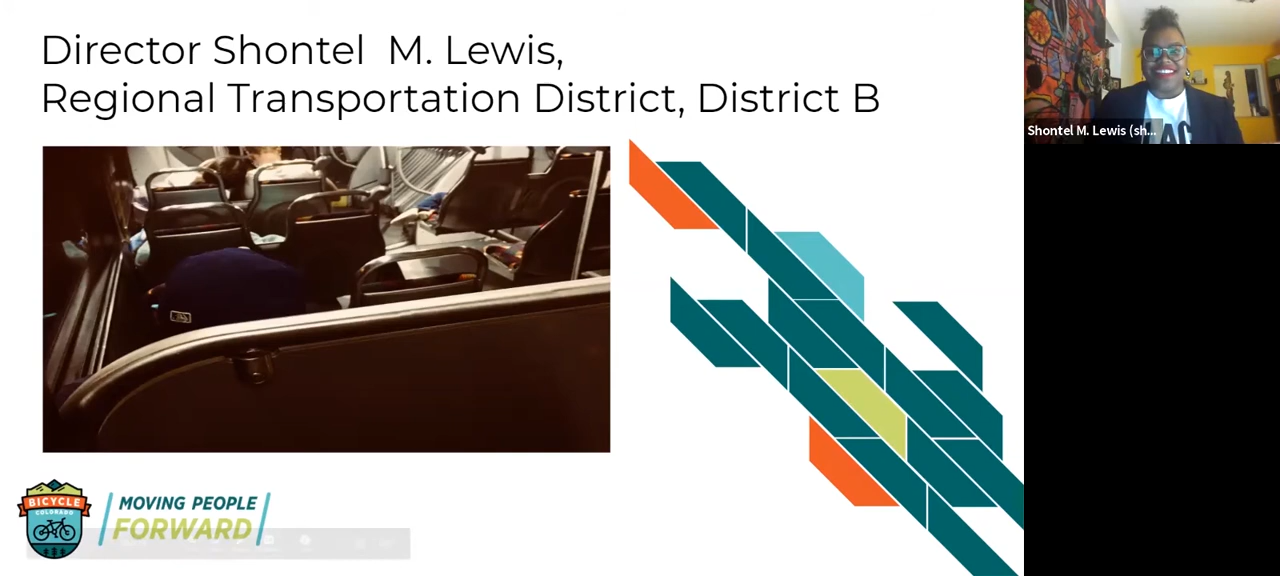 Director Shontel M. Lewis,
Regional Transportation District, District B
Shontel M. Lewis (sh...
BICYCLE
COLORADO
MOVING PEOPLE
FORWARD